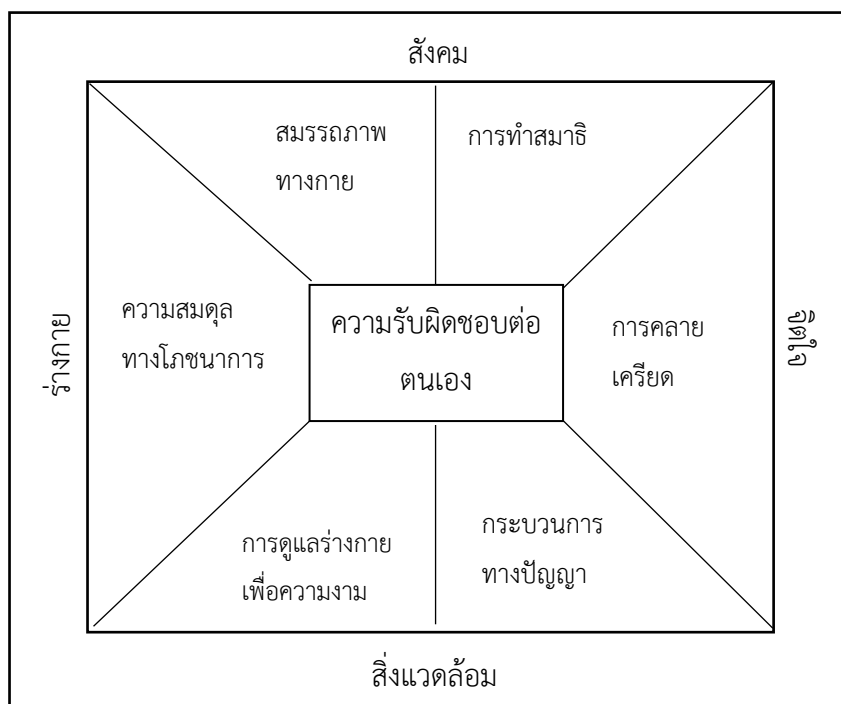 สังคม
สมรรถภาพ
ทางกาย
การทำสมาธิ
ร่างกาย
ความสมดุล
ทางโภชนาการ
ความรับผิดชอบต่อ
ตนเอง
การคลาย
เครียด
จิตใจ
การดูแลร่างกาย
เพื่อความงาม
กระบวนการ
ทางปัญญา
สิ่งแวดล้อม